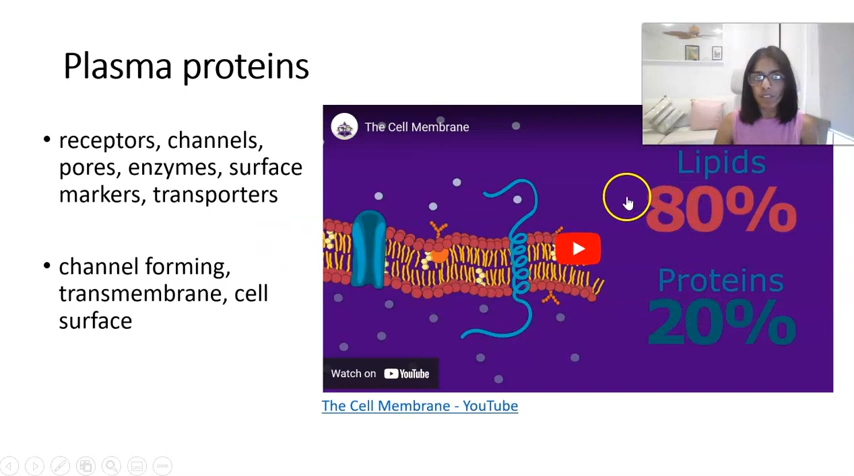 Plasma proteins
• receptors, channels,
pores, enzymes, surface
markers, transporters
• channel forming,
transmembrane, cell
surface
The Cell Membrane
Lipids
80%
Proteins
20%
Watch on YouTube
The Cell Membrane - YouTube